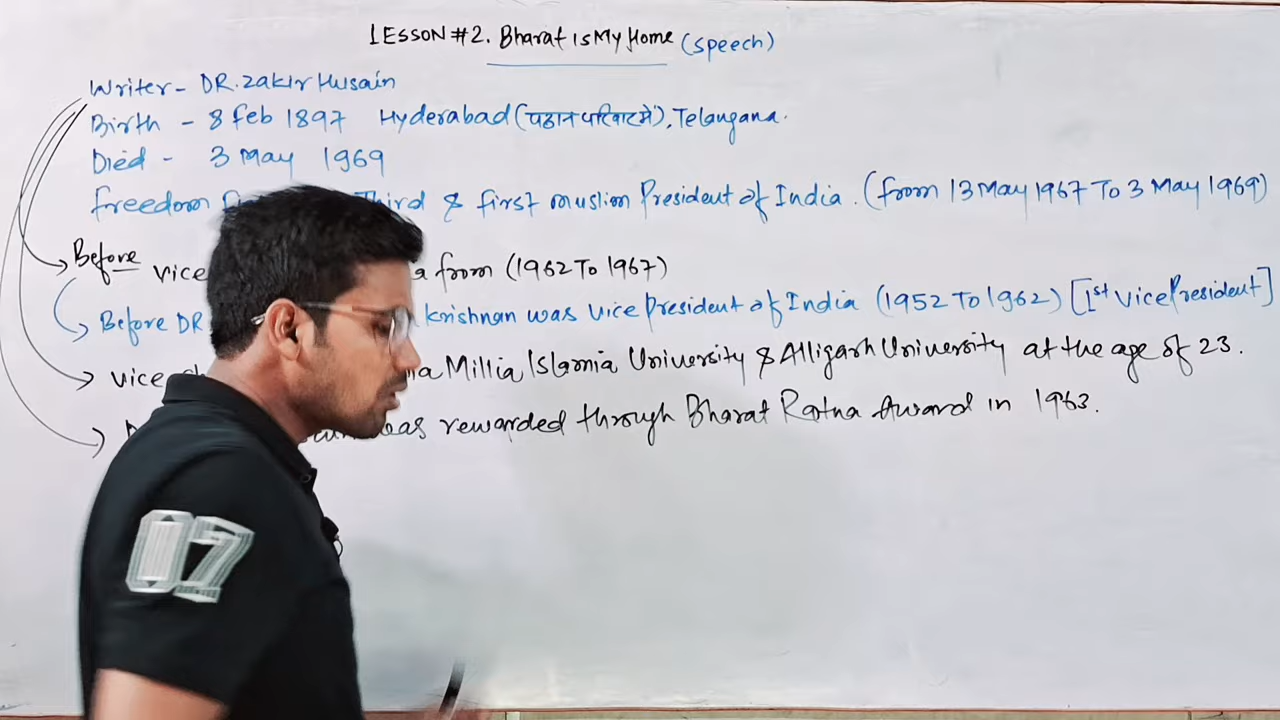 LESSON #2. Bharat Is My Home (Speech)
Writer - DR. Zakir Husain
Birth - 8 Feb 1897 Hyderabad (पठान परिवार में), Telangana.
Died - 3 May 1969
Freedom Third & first muslim President of India. (from 13 May 1967 To 3 May 1969)
Before vice from (1962 To 1967)
Before DR. krishnan was Vice President of India (1952 To 1962) [1st Vice President]
vice Millia Islamia University & Alligarh University at the age of 23.
was rewarded through Bharat Ratna Award in 1963.
07